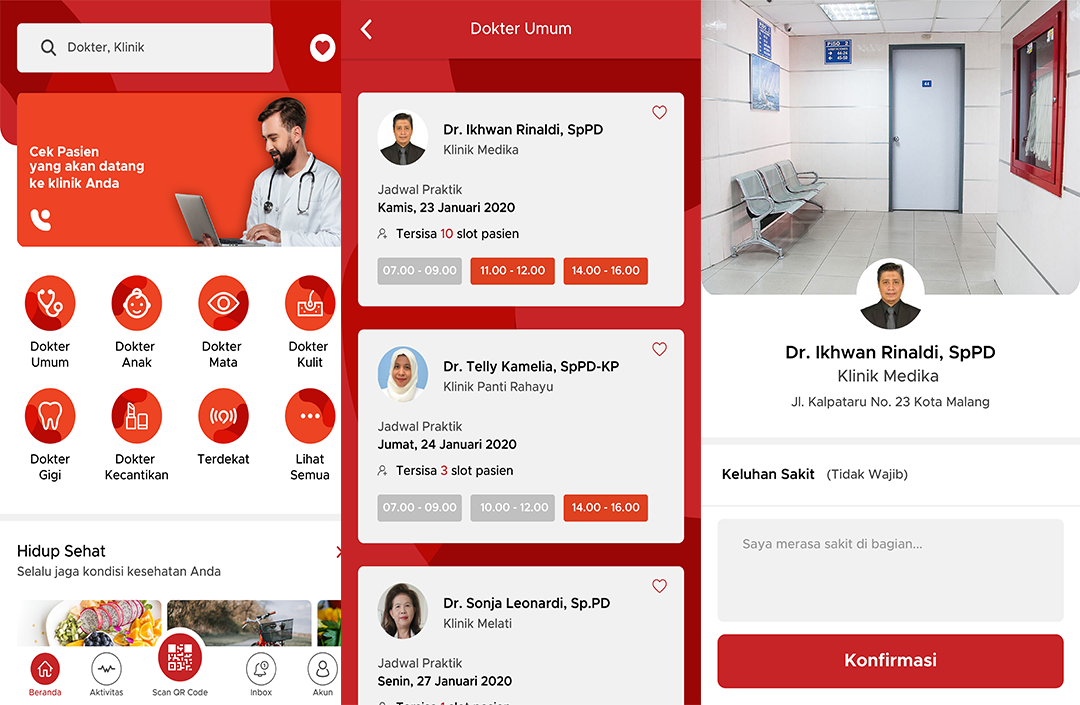 Dokter, Klinik
Cek Pasien
yang akan datang
ke klinik Anda
Dokter
Umum
Dokter
Anak
Dokter
Mata
Dokter
Kulit
Dokter
Gigi
Dokter
Kecantikan
Terdekat
Lihat
Semua
Hidup Sehat
Selalu jaga kondisi kesehatan Anda
Beranda
Aktivitas
Scan QR Code
Inbox
Akun
Dokter Umum
Dr. Ikhwan Rinaldi, SpPD
Klinik Medika
Jadwal Praktik
Kamis, 23 Januari 2020
Tersisa 10 slot pasien
07.00 - 09.00
11.00 - 12.00
14.00 - 16.00
Dr. Telly Kamelia, SpPD-KP
Klinik Panti Rahayu
Jadwal Praktik
Jumat, 24 Januari 2020
Tersisa 3 slot pasien
07.00 - 09.00
10.00 - 12.00
14.00 - 16.00
Dr. Sonja Leonardi, Sp.PD
Klinik Melati
Jadwal Praktik
Senin, 27 Januari 2020
PISO 2
44-24
45-58
44
Dr. Ikhwan Rinaldi, SpPD
Klinik Medika
Jl. Kalpataru No. 23 Kota Malang
Keluhan Sakit (Tidak Wajib)
Saya merasa sakit di bagian...
Konfirmasi